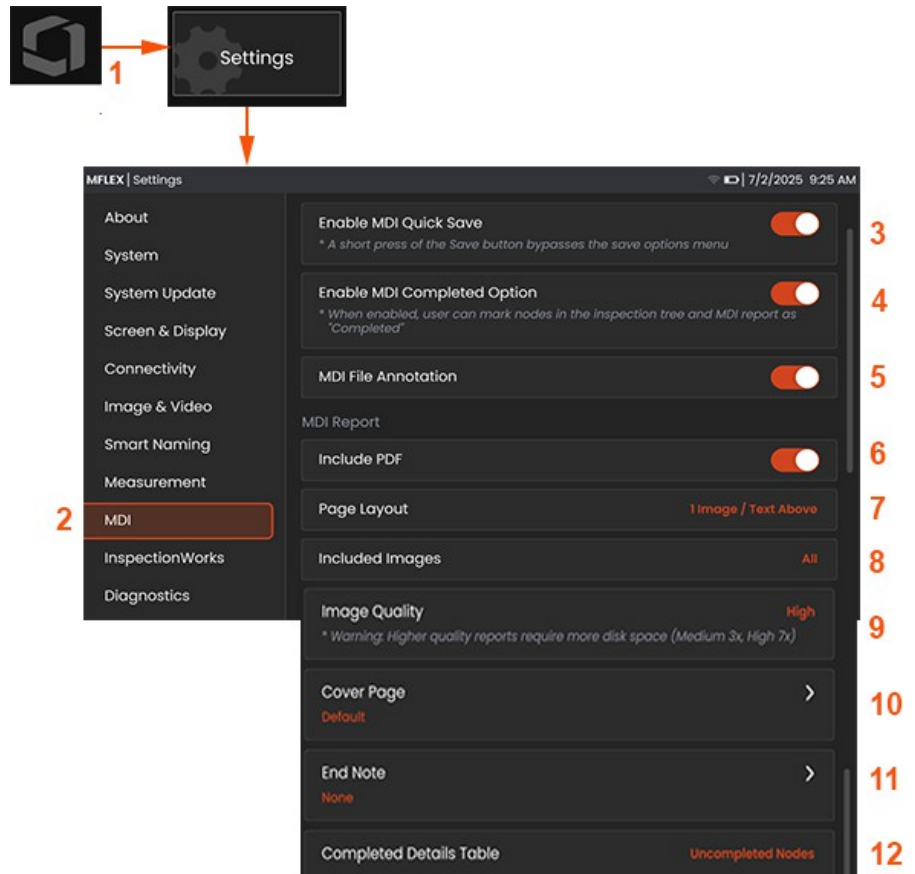 1
Settings
MFLEX | Settings
7/2/2025 9:25 AM
About
System
System Update
Screen & Display
Connectivity
Image & Video
Smart Naming
Measurement
2
MDI
InspectionWorks
Diagnostics
Enable MDI Quick Save
* A short press of the Save button bypasses the save options menu
3
Enable MDI Completed Option
* When enabled, user can mark nodes in the inspection tree and MDI report as
"Completed"
4
MDI File Annotation
5
MDI Report
Include PDF
6
Page Layout 1 Image / Text Above
7
Included Images All
8
Image Quality High
* Warning: Higher quality reports require more disk space (Medium 3x, High 7x)
9
Cover Page
Default
10
End Note
None
11
Completed Details Table Uncompleted Nodes
12